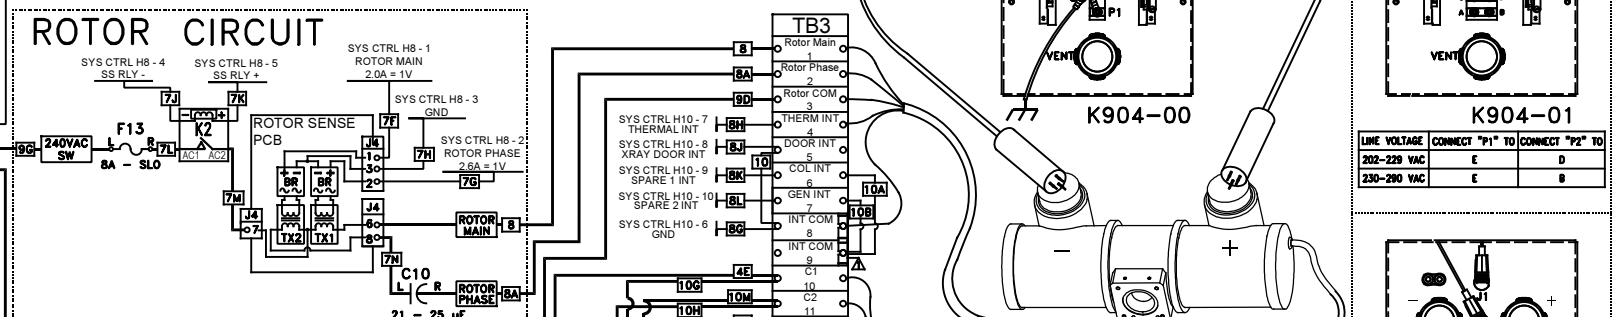 ROTOR CIRCUIT
SYS CTRL H8 - 4
SS RLY -
SYS CTRL H8 - 5
SS RLY +
SYS CTRL H8 - 1
ROTOR MAIN
2.0A = 1V
SYS CTRL H8 - 3
GND
SYS CTRL H8 - 2
ROTOR PHASE
2.6A = 1V
7J
7K
7F
7H
7G
- +
K2
AC1 AC2
9G
240VAC
SW
F13
L R
8A - SLO
7L
7M
ROTOR SENSE
PCB
J4
1
3
2
+ -
BR
+ -
BR
TX2
TX1
J4
7
J4
6
8
7N
C10
L R
21 - 25 uF
ROTOR
MAIN
8
ROTOR
PHASE
8A
TB3
8
Rotor Main
1
8A
Rotor Phase
2
9D
Rotor COM
3
SYS CTRL H10 - 7
THERMAL INT
8H
THERM INT
4
SYS CTRL H10 - 8
XRAY DOOR INT
8J
DOOR INT
5
10
SYS CTRL H10 - 9
SPARE 1 INT
8K
COL INT
6
10A
SYS CTRL H10 - 10
SPARE 2 INT
8L
GEN INT
7
10B
SYS CTRL H10 - 6
GND
8G
INT COM
8
INT COM
9
4E
C1
10
10G
10M
C2
11
10H
- +
P1
VENT
K904-00
A B
VENT
K904-01
LINE VOLTAGE CONNECT "P1" TO CONNECT "P2" TO
202-229 VAC E D
230-290 VAC E B
J1
- +